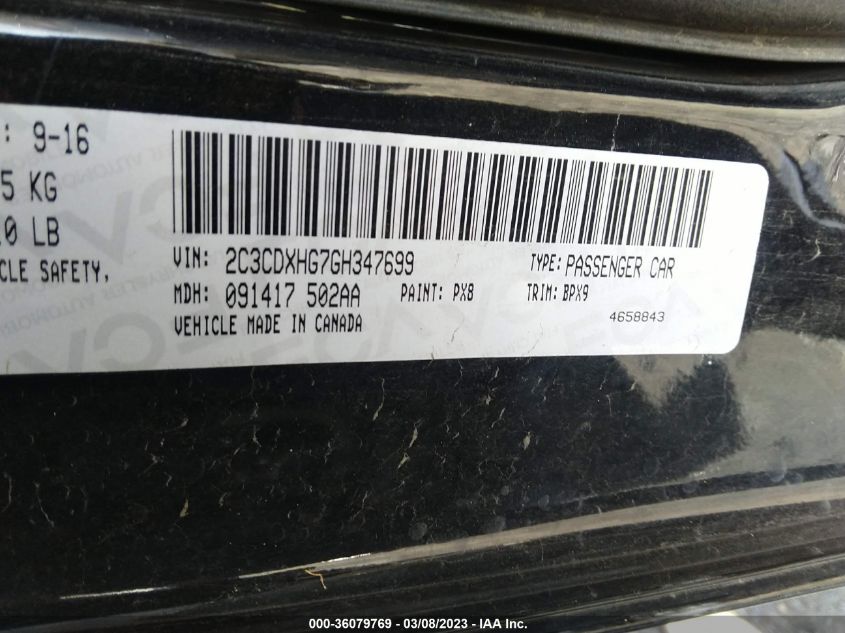 : 9-16
5 KG
0 LB
CLE SAFETY,
VIN: 2C3CDXHG7GH347699 TYPE: PASSENGER CAR
MDH: 091417 502AA PAINT: PX8 TRIM: BPX9
VEHICLE MADE IN CANADA 4658843
000-36079769 - 03/08/2023 - IAA Inc.